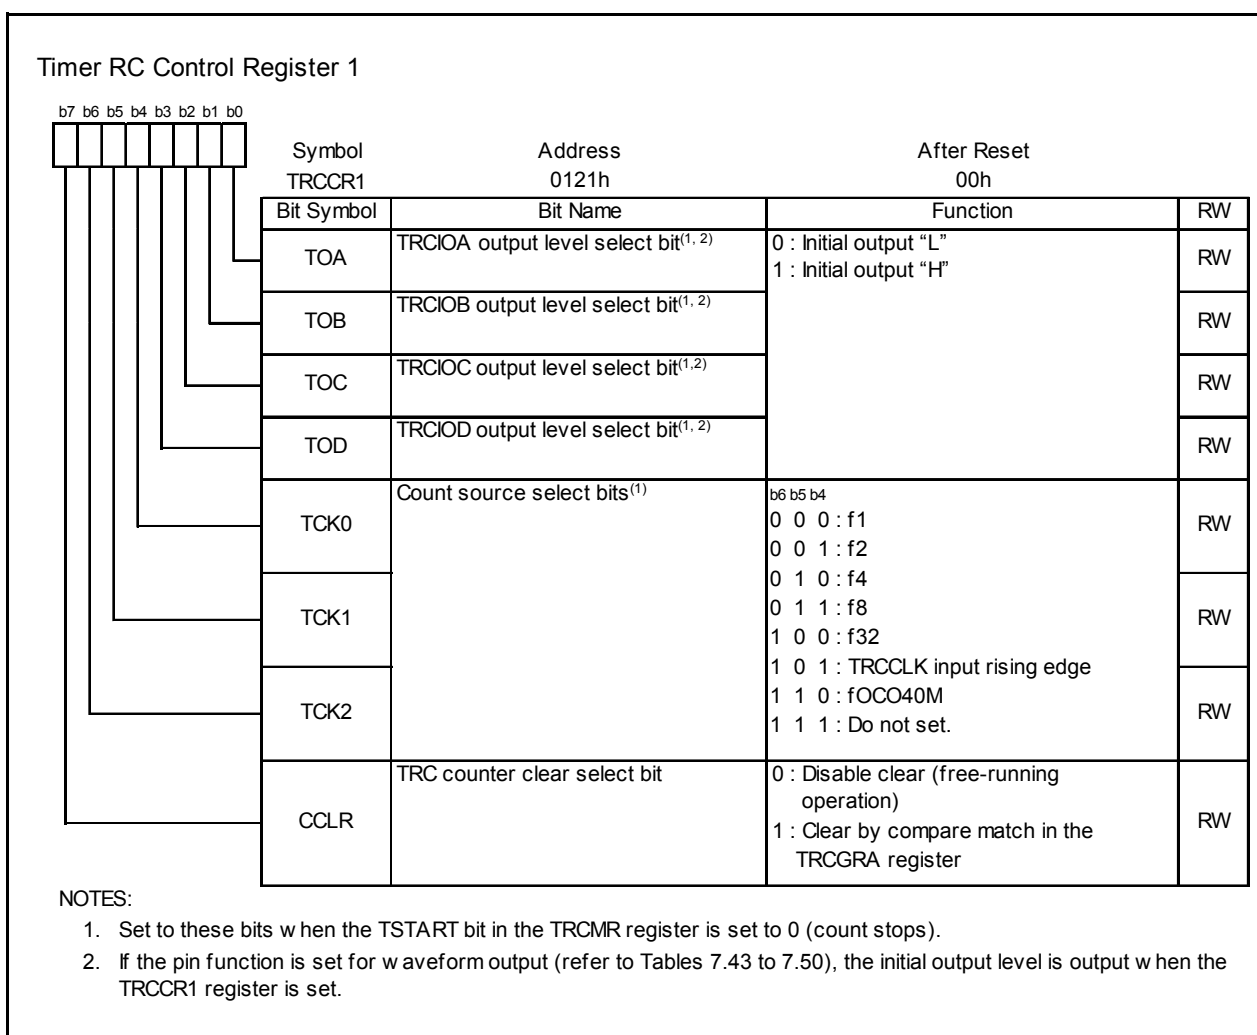 Timer RC Control Register 1
b7 b6 b5 b4 b3 b2 b1 b0
Symbol Address After Reset
TRCCR1 0121h 00h
Bit Symbol Bit Name Function RW
TOA TRCIOA output level select bit(1, 2) 0 : Initial output “L” RW
1 : Initial output “H”
TOB TRCIOB output level select bit(1, 2) RW
TOC TRCIOC output level select bit(1,2) RW
TOD TRCIOD output level select bit(1, 2) RW
Count source select bits(1) b6 b5 b4
TCK0 0 0 0 : f1 RW
0 0 1 : f2
0 1 0 : f4
TCK1 0 1 1 : f8 RW
1 0 0 : f32
1 0 1 : TRCCLK input rising edge
TCK2 1 1 0 : fOCO40M RW
1 1 1 : Do not set.
TRC counter clear select bit 0 : Disable clear (free-running
operation)
CCLR 1 : Clear by compare match in the RW
TRCGRA register
NOTES:
1. Set to these bits when the TSTART bit in the TRCMR register is set to 0 (count stops).
2. If the pin function is set for waveform output (refer to Tables 7.43 to 7.50), the initial output level is output when the
TRCCR1 register is set.